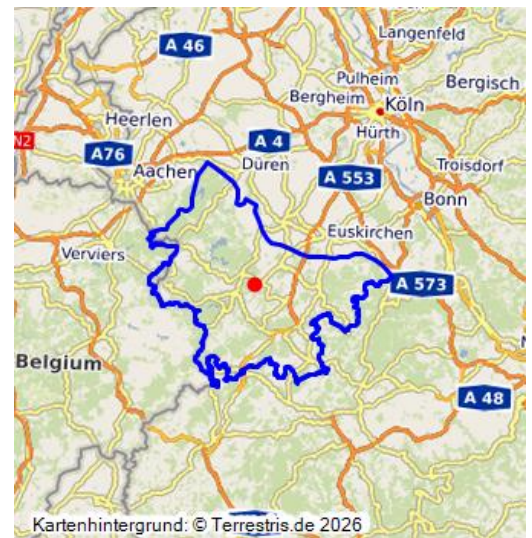 Langenfeld
A 46
Pulheim
Bergisch
Bergheim
Köln
Heerlen
Hürth
N2
A76
A 4
Aachen
Düren
A 553
Troisdorf
Bonn
Verviers
Euskirchen
A 573
Belgium
A 48
Kartenhintergrund: © Terrestris.de 2026